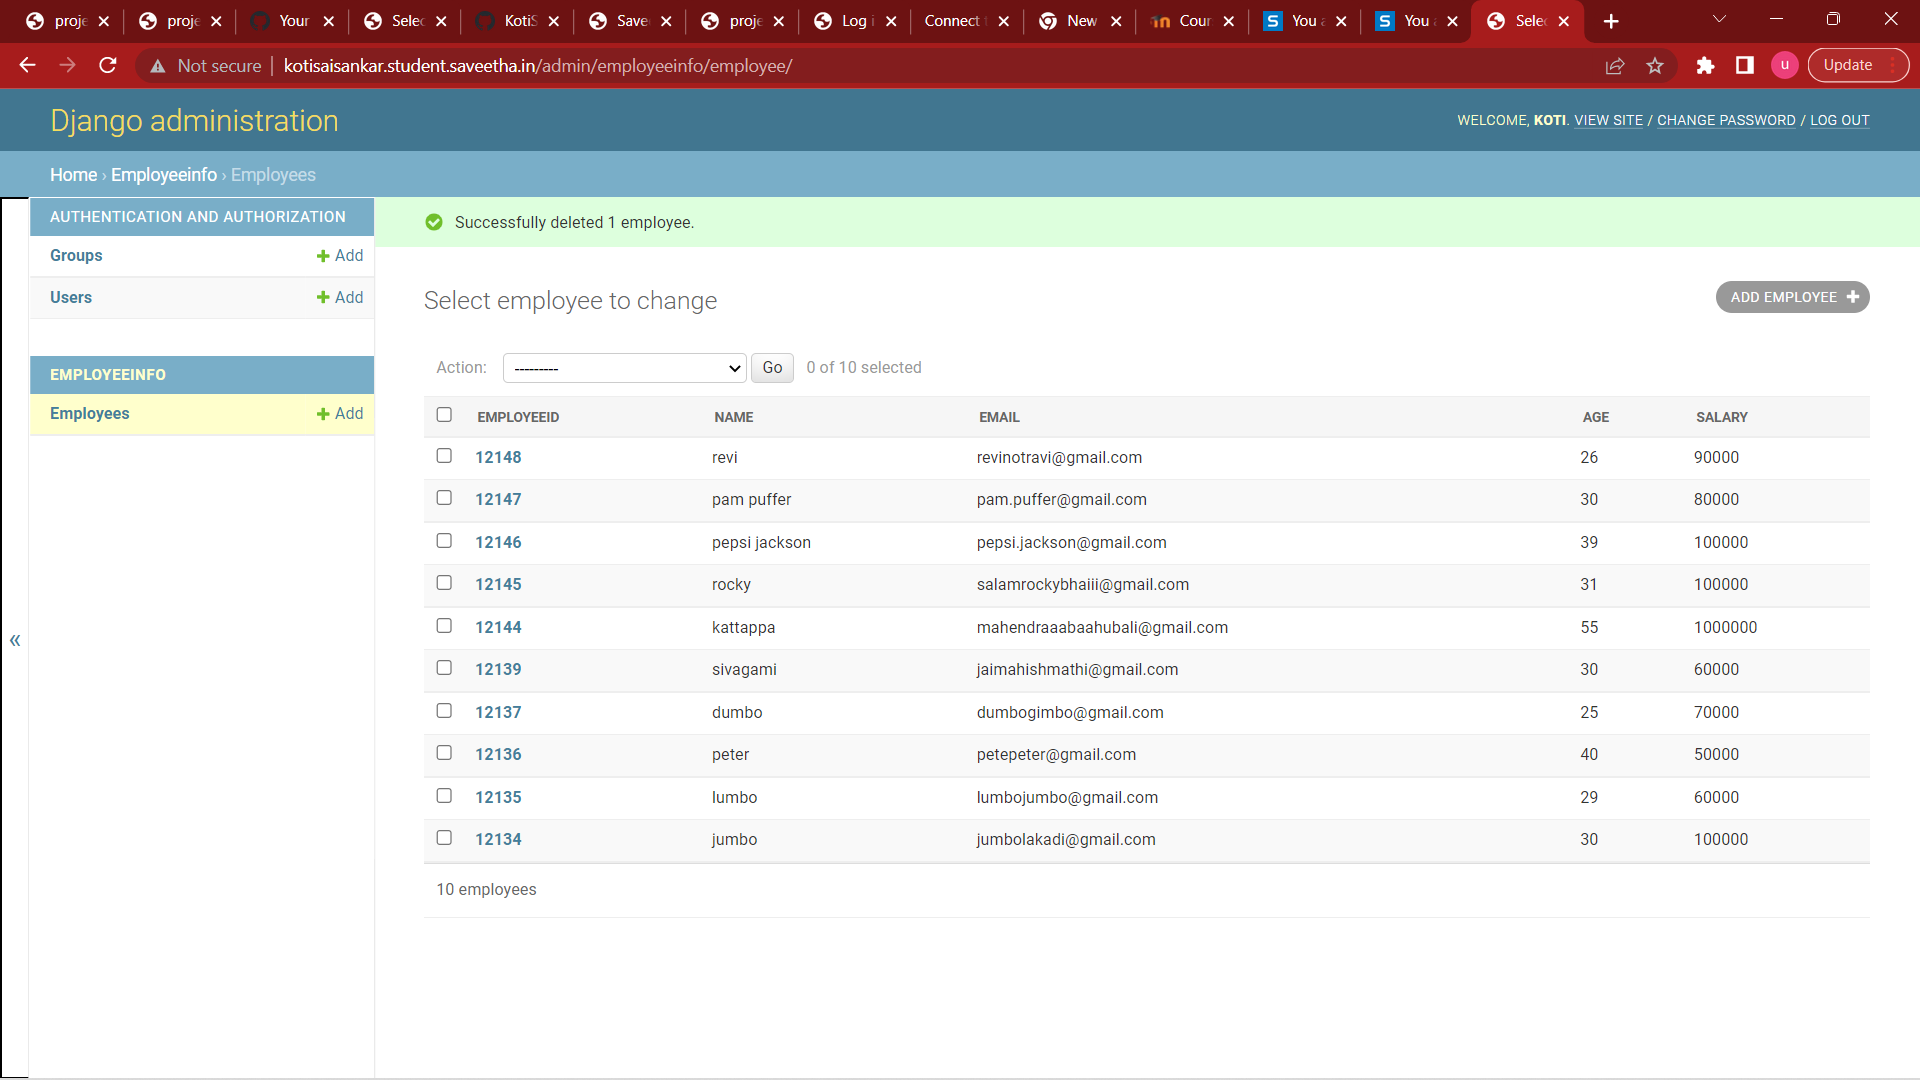 proje proje Your Selec KotiS Save proje Log i Connect t New Cour You a You a Selec
Not secure kotisaisankar.student.saveetha.in/admin/employeeinfo/employee/ u Update
Django administration
WELCOME, KOTI. VIEW SITE / CHANGE PASSWORD / LOG OUT
Home › Employeeinfo › Employees
AUTHENTICATION AND AUTHORIZATION
Groups + Add
Users + Add
EMPLOYEEINFO
Employees + Add
«
Successfully deleted 1 employee.
Select employee to change
ADD EMPLOYEE +
Action: --------- Go 0 of 10 selected
EMPLOYEEID NAME EMAIL AGE SALARY
12148 revi revinotravi@gmail.com 26 90000
12147 pam puffer pam.puffer@gmail.com 30 80000
12146 pepsi jackson pepsi.jackson@gmail.com 39 100000
12145 rocky salamrockybhaiii@gmail.com 31 100000
12144 kattappa mahendraaabaahubali@gmail.com 55 1000000
12139 sivagami jaimahishmathi@gmail.com 30 60000
12137 dumbo dumbogimbo@gmail.com 25 70000
12136 peter petepeter@gmail.com 40 50000
12135 lumbo lumbojumbo@gmail.com 29 60000
12134 jumbo jumbolakadi@gmail.com 30 100000
10 employees